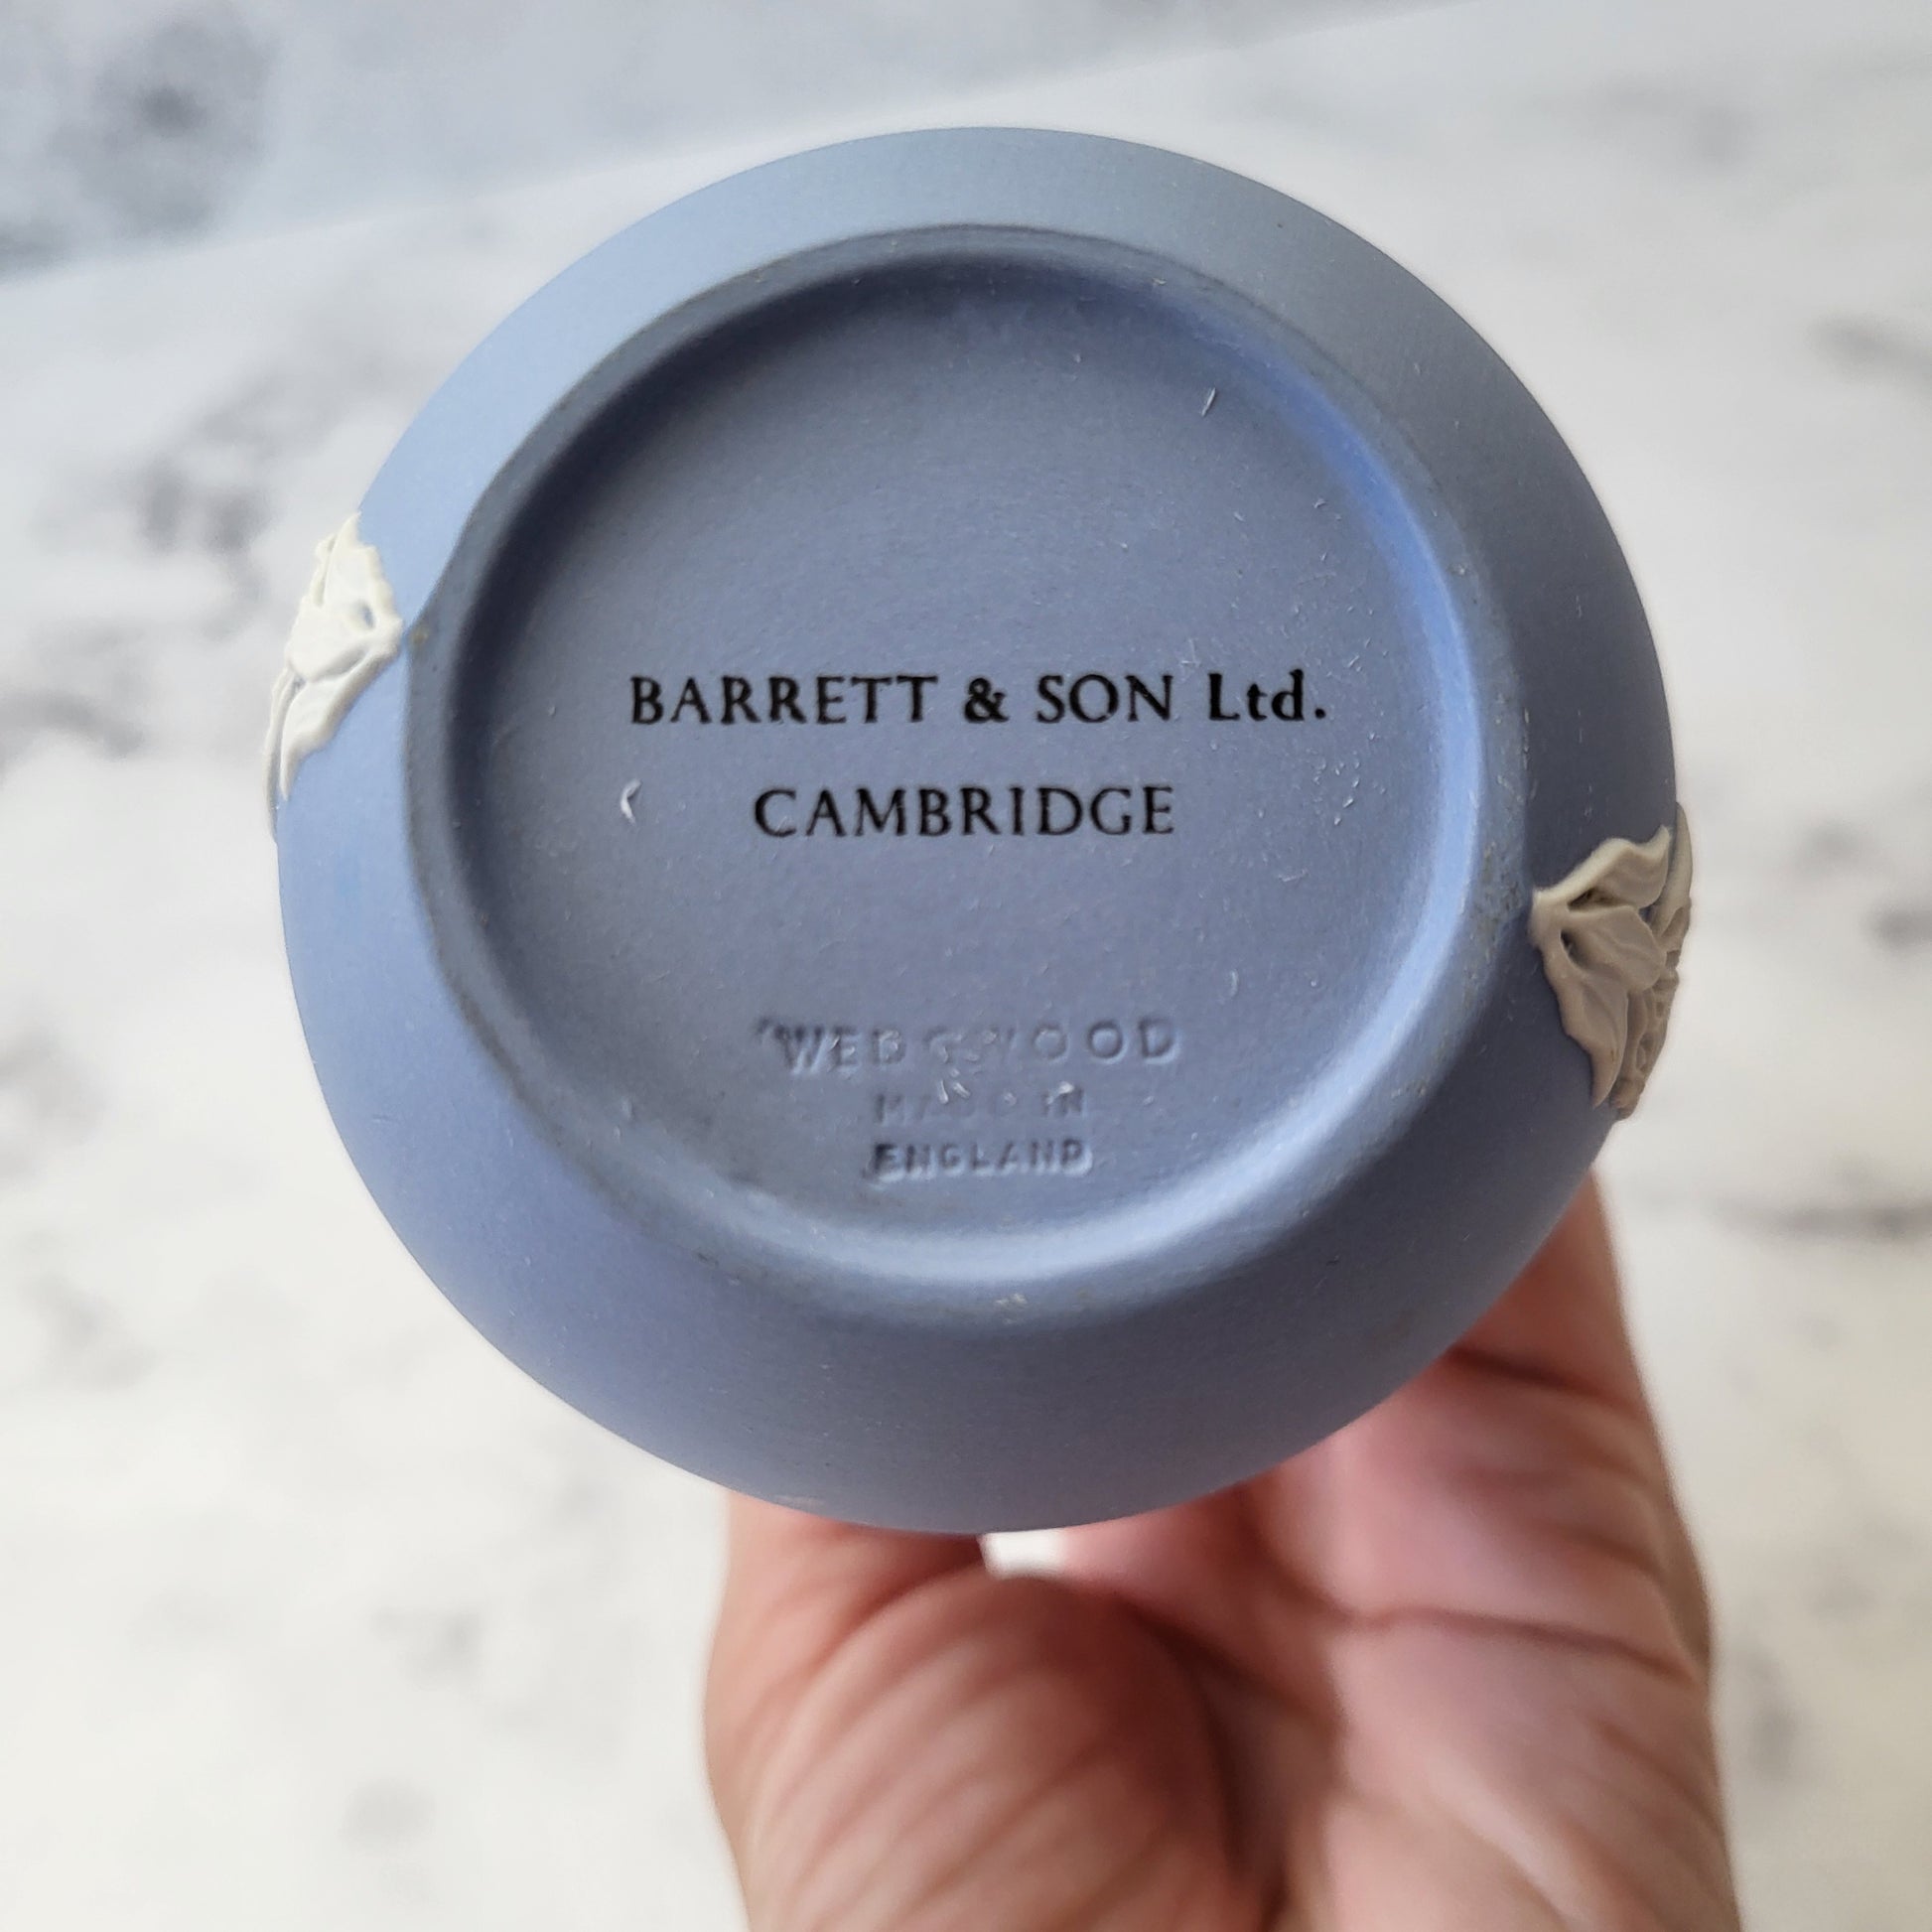 BARRETT & SON Ltd.
CAMBRIDGE
WEDGWOOD
MADE IN
ENGLAND